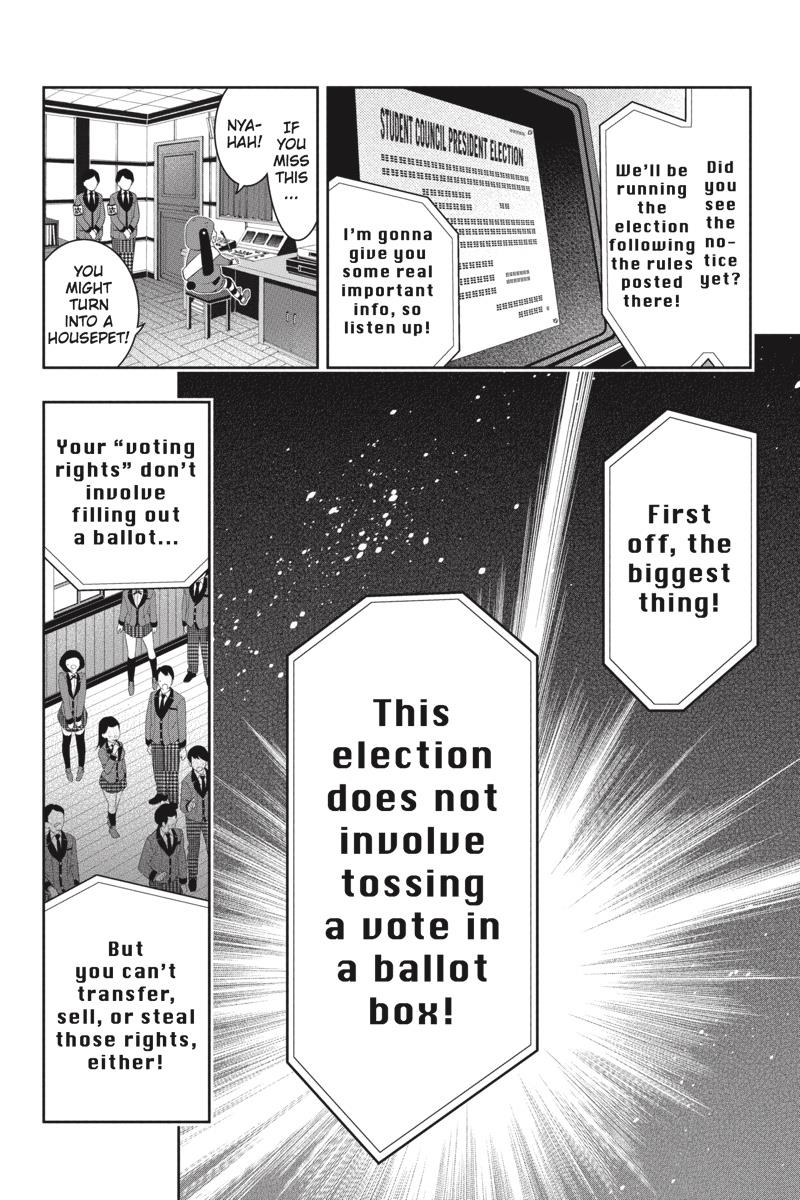 Did
you
see
the
no-
tice
yet?
We'll be
running
the
election
following
the rules
posted
there!
STUDENT COUNCIL PRESIDENT ELECTION
I'm gonna
give you
some real
important
info, so
listen up!
IF
YOU
MISS
THIS
...
NYA-
HAH!
YOU
MIGHT
TURN
INTO A
HOUSEPET!
First
off, the
biggest
thing!
This
election
does not
involve
tossing
a vote in
a ballot
box!
Your "voting
rights" don't
involve
filling out
a ballot...
But
you can't
transfer,
sell, or steal
those rights,
either!